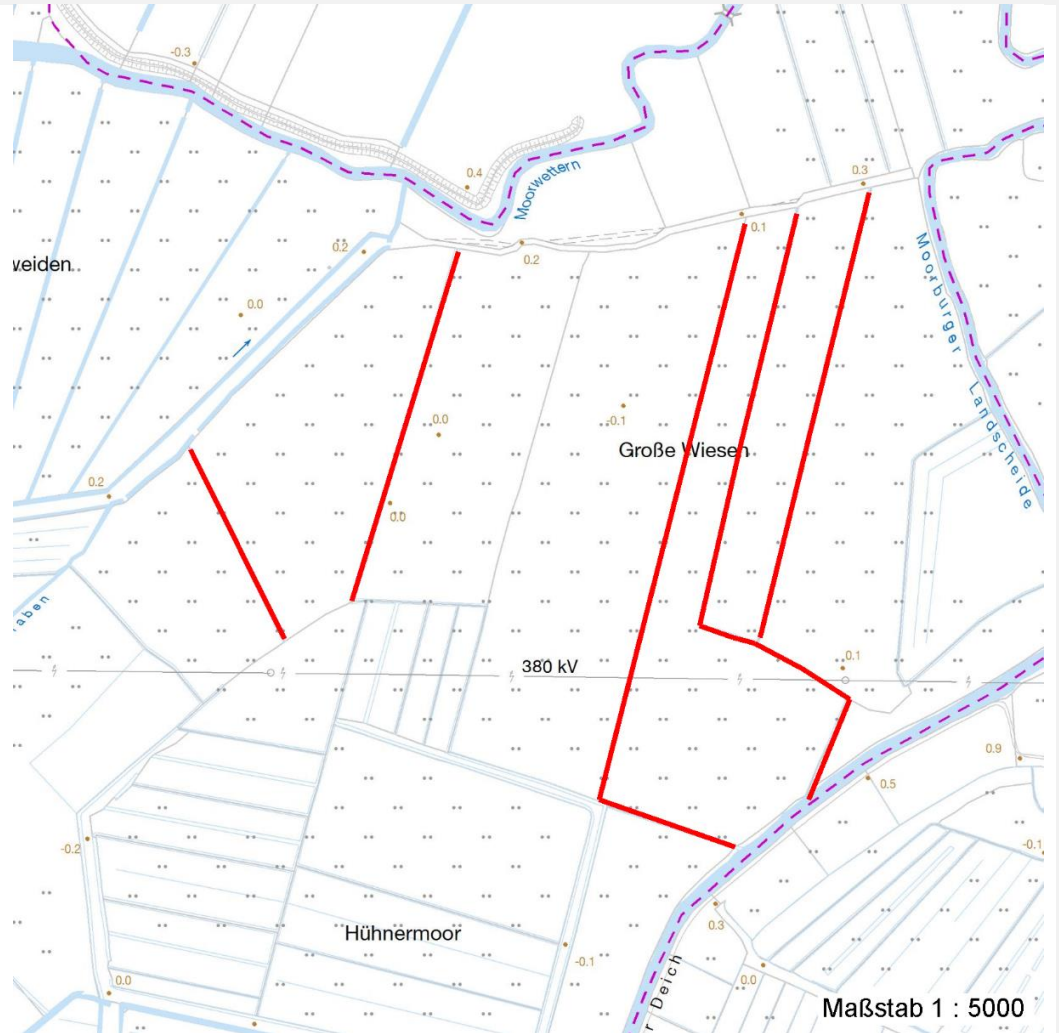 -0.3
0.4
Moorwettern
0.3
0.1
0.2
0.2
weiden
0.0
Moorburger Landscheide
0.0
-0.1
Große Wiesen
0.2
0.0
aben
380 kV
0.1
0.9
0.5
-0.2
-0.1
Hühnermoor
0.3
-0.1
0.0
0.0
r Deich
Maßstab 1 : 5000